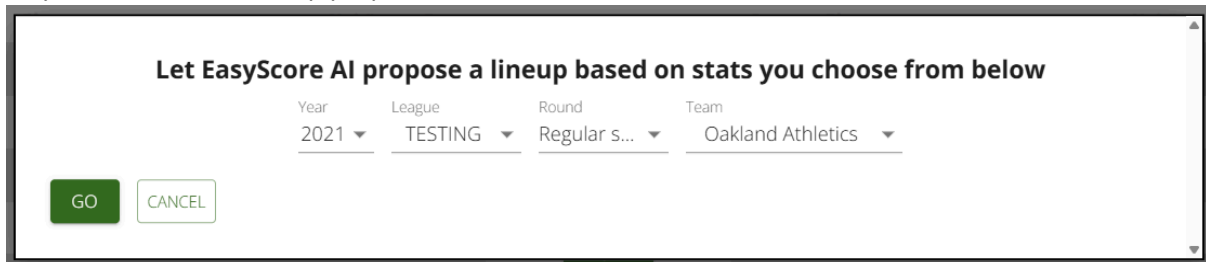 Let EasyScore AI propose a lineup based on stats you choose from below
Year League Round Team
2021 TESTING Regular s... Oakland Athletics
GO CANCEL